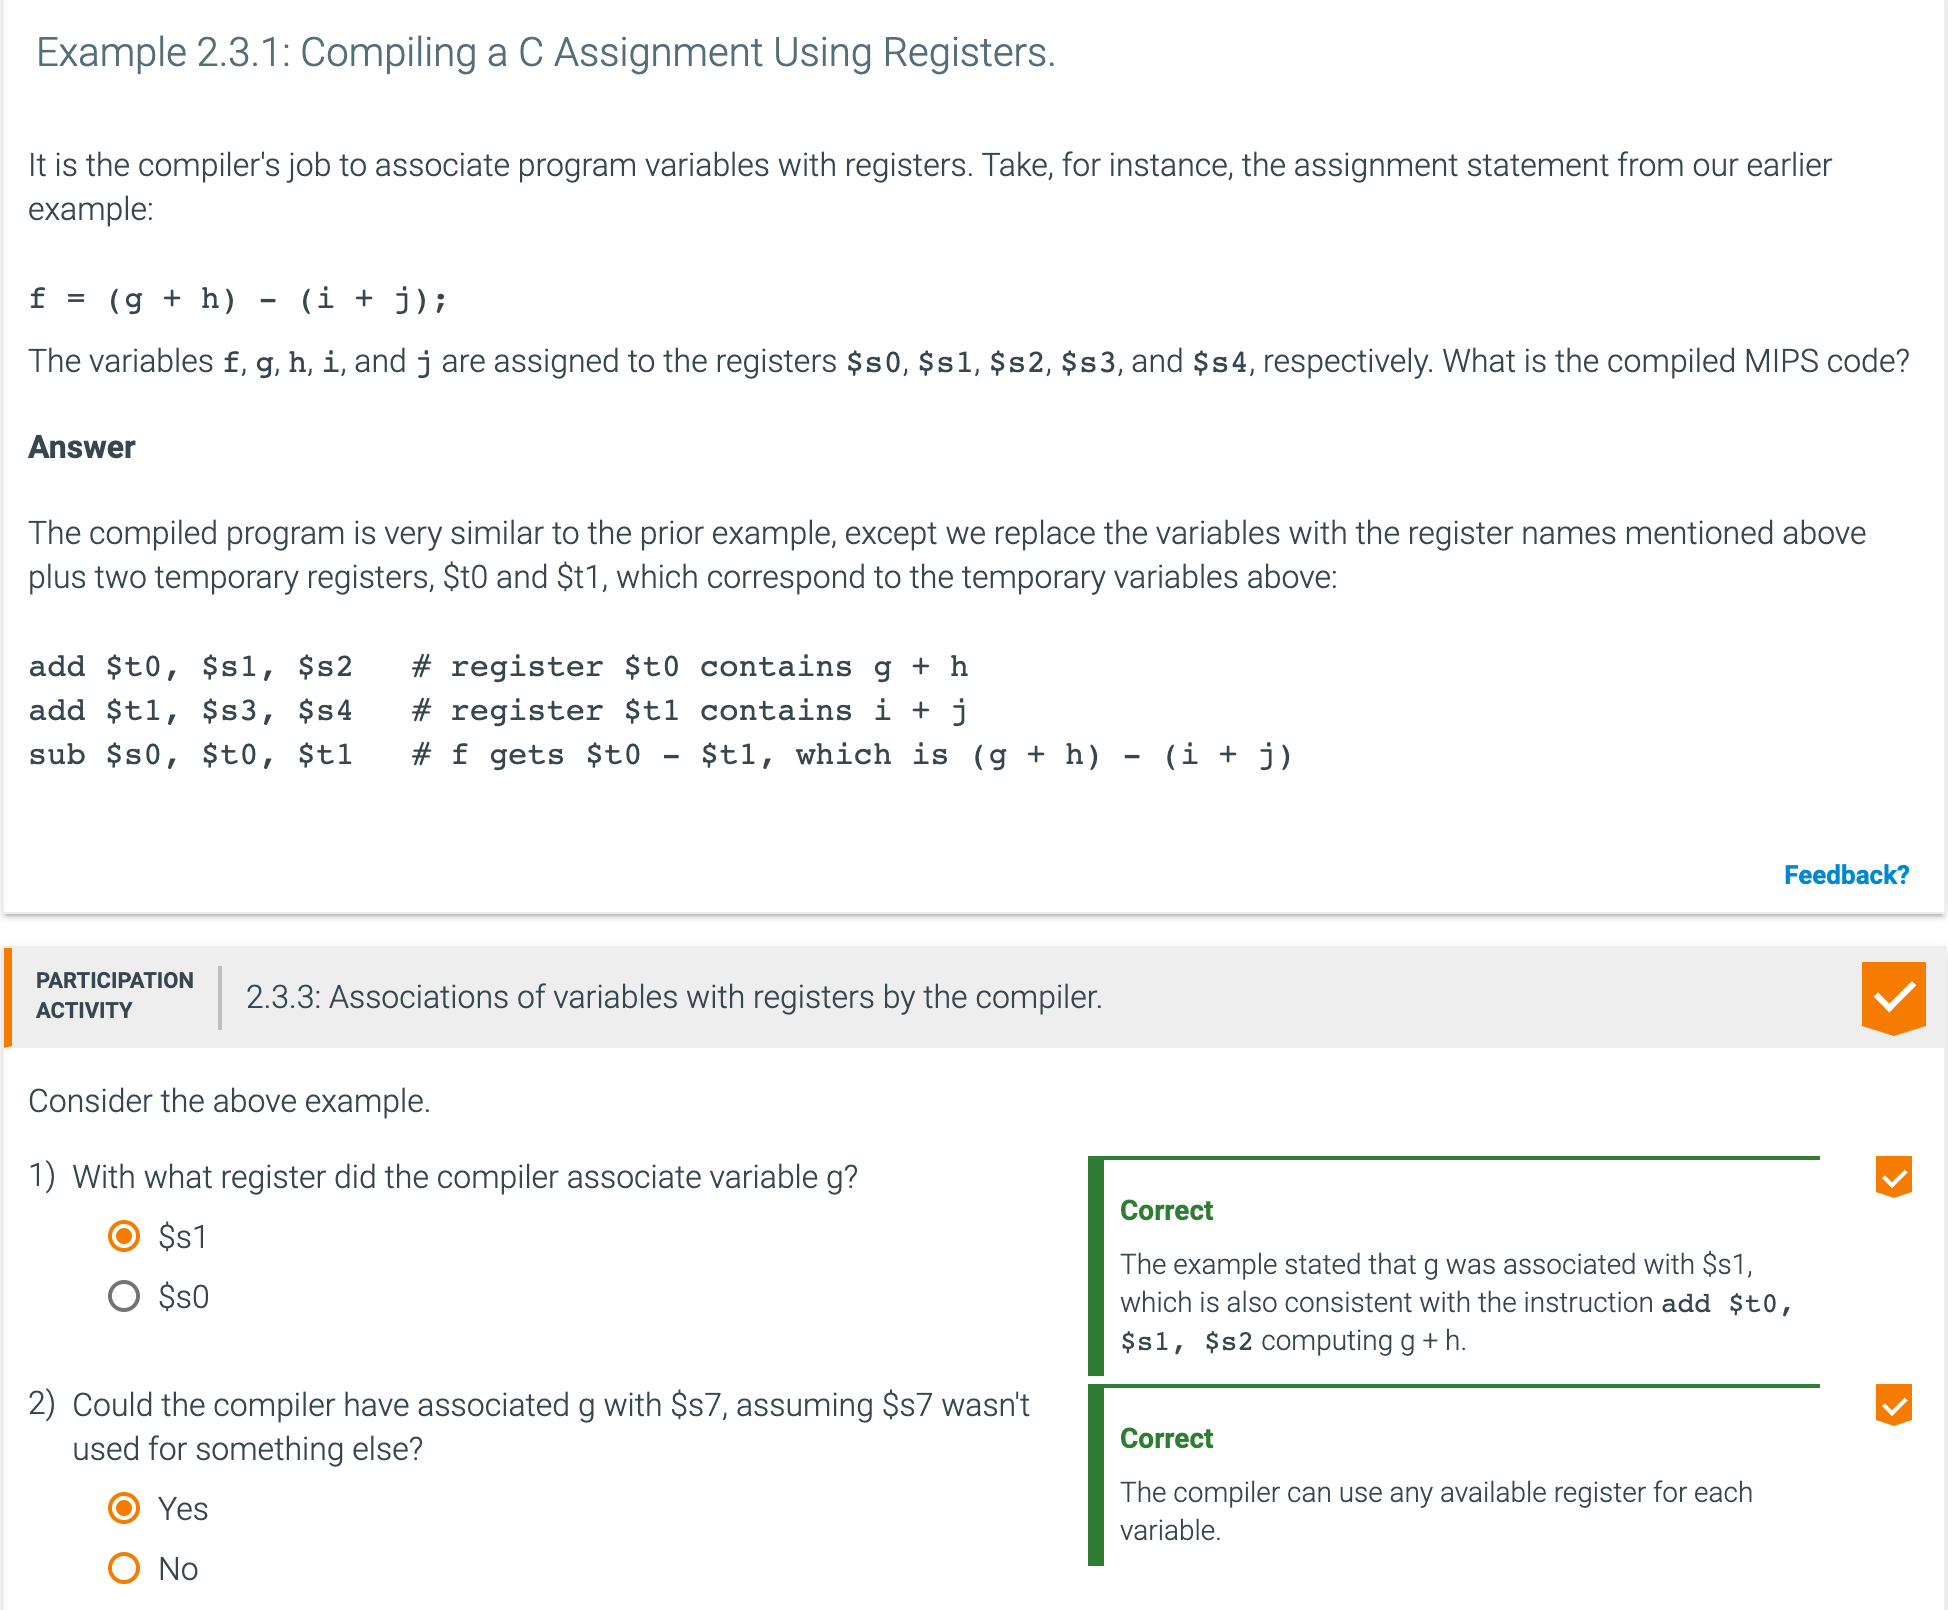 Example 2.3.1: Compiling a C Assignment Using Registers.
It is the compiler's job to associate program variables with registers. Take, for instance, the assignment statement from our earlier
example:
f = (g + h) - (i + j);
The variables f, g, h, i, and j are assigned to the registers $s0, $s1, $s2, $s3, and $s4, respectively. What is the compiled MIPS code?
Answer
The compiled program is very similar to the prior example, except we replace the variables with the register names mentioned above
plus two temporary registers, $t0 and $t1, which correspond to the temporary variables above:
add $t0, $s1, $s2   # register $t0 contains g + h
add $t1, $s3, $s4   # register $t1 contains i + j
sub $s0, $t0, $t1   # f gets $t0 - $t1, which is (g + h) - (i + j)
Feedback?
PARTICIPATION
ACTIVITY
2.3.3: Associations of variables with registers by the compiler.
Consider the above example.
1) With what register did the compiler associate variable g?
$s1
$s0
Correct
The example stated that g was associated with $s1,
which is also consistent with the instruction add $t0,
$s1, $s2 computing g + h.
2) Could the compiler have associated g with $s7, assuming $s7 wasn't
used for something else?
Yes
No
Correct
The compiler can use any available register for each
variable.